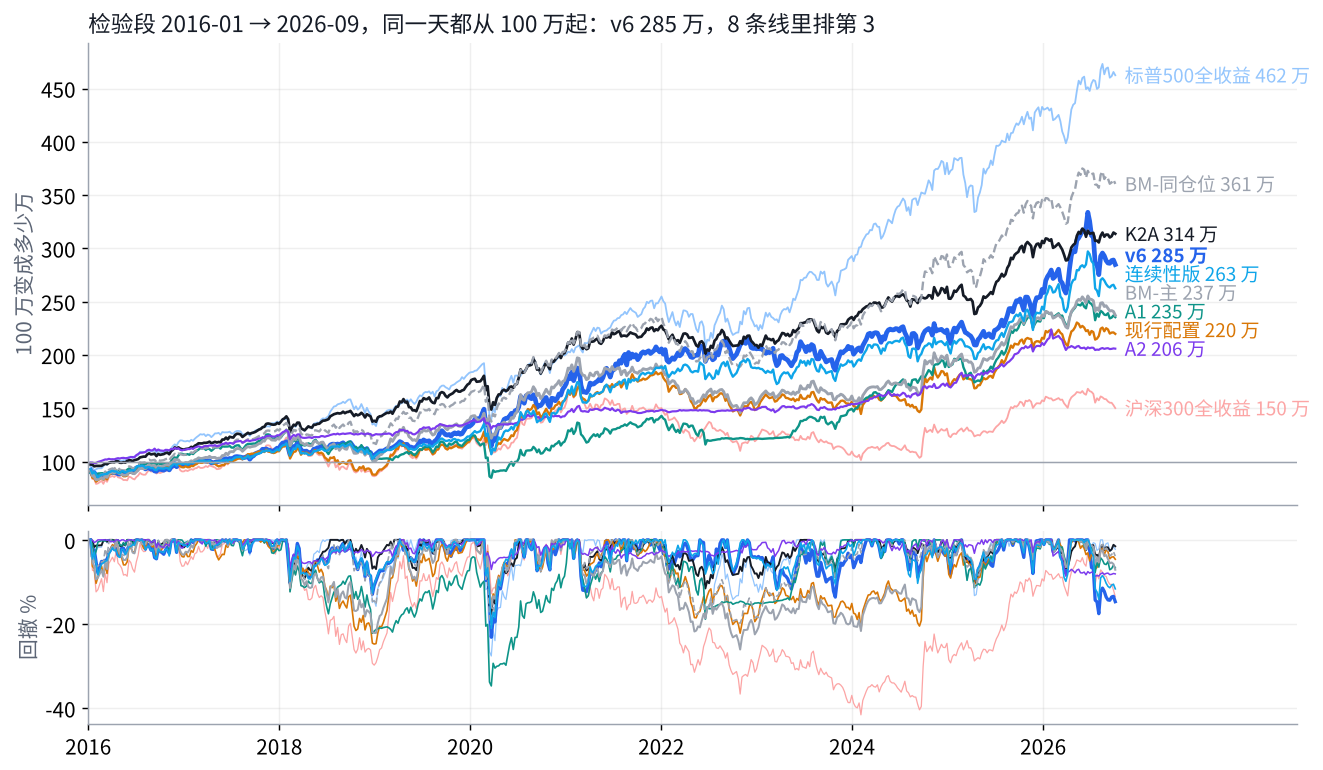 检验段 2016-01 → 2026-09，同一天都从 100 万起：v6 285 万，8 条线里排第 3
100 万变成多少万
450
400
350
300
250
200
150
100
标普500全收益 462 万
BM-同仓位 361 万
K2A 314 万
v6 285 万
连续性版 263 万
BM-主 237 万
A1 235 万
现行配置 220 万
A2 206 万
沪深300全收益 150 万
回撤 %
0
-20
-40
2016
2018
2020
2022
2024
2026